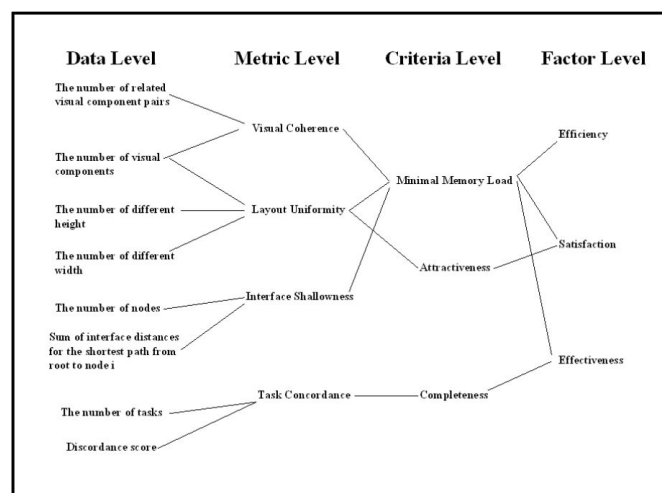 Data Level
Metric Level
Criteria Level
Factor Level
The number of related
visual component pairs
The number of visual
components
The number of different
height
The number of different
width
The number of nodes
Sum of interface distances
for the shortest path from
root to node i
The number of tasks
Discordance score
Visual Coherence
Layout Uniformity
Interface Shallowness
Task Concordance
Minimal Memory Load
Attractiveness
Completeness
Efficiency
Satisfaction
Effectiveness